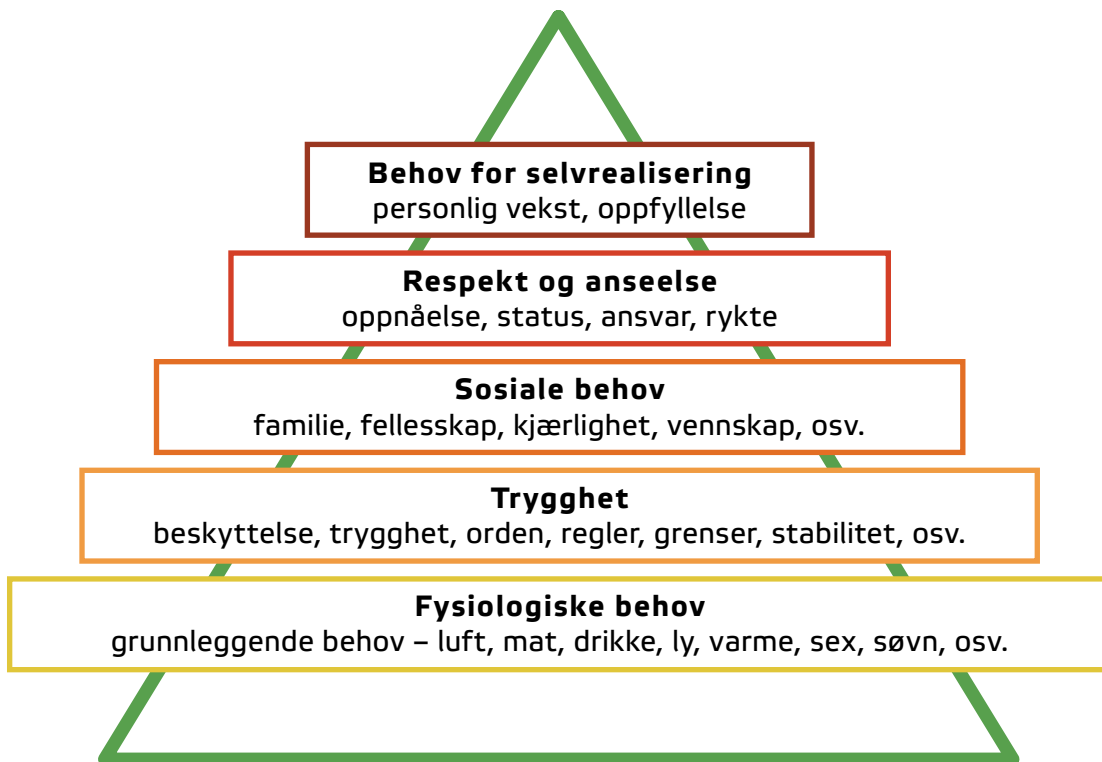 Behov for selvrealisering
personlig vekst, oppfyllelse
Respekt og anseelse
oppnåelse, status, ansvar, rykte
Sosiale behov
familie, fellesskap, kjærlighet, vennskap, osv.
Trygghet
beskyttelse, trygghet, orden, regler, grenser, stabilitet, osv.
Fysiologiske behov
grunnleggende behov – luft, mat, drikke, ly, varme, sex, søvn, osv.